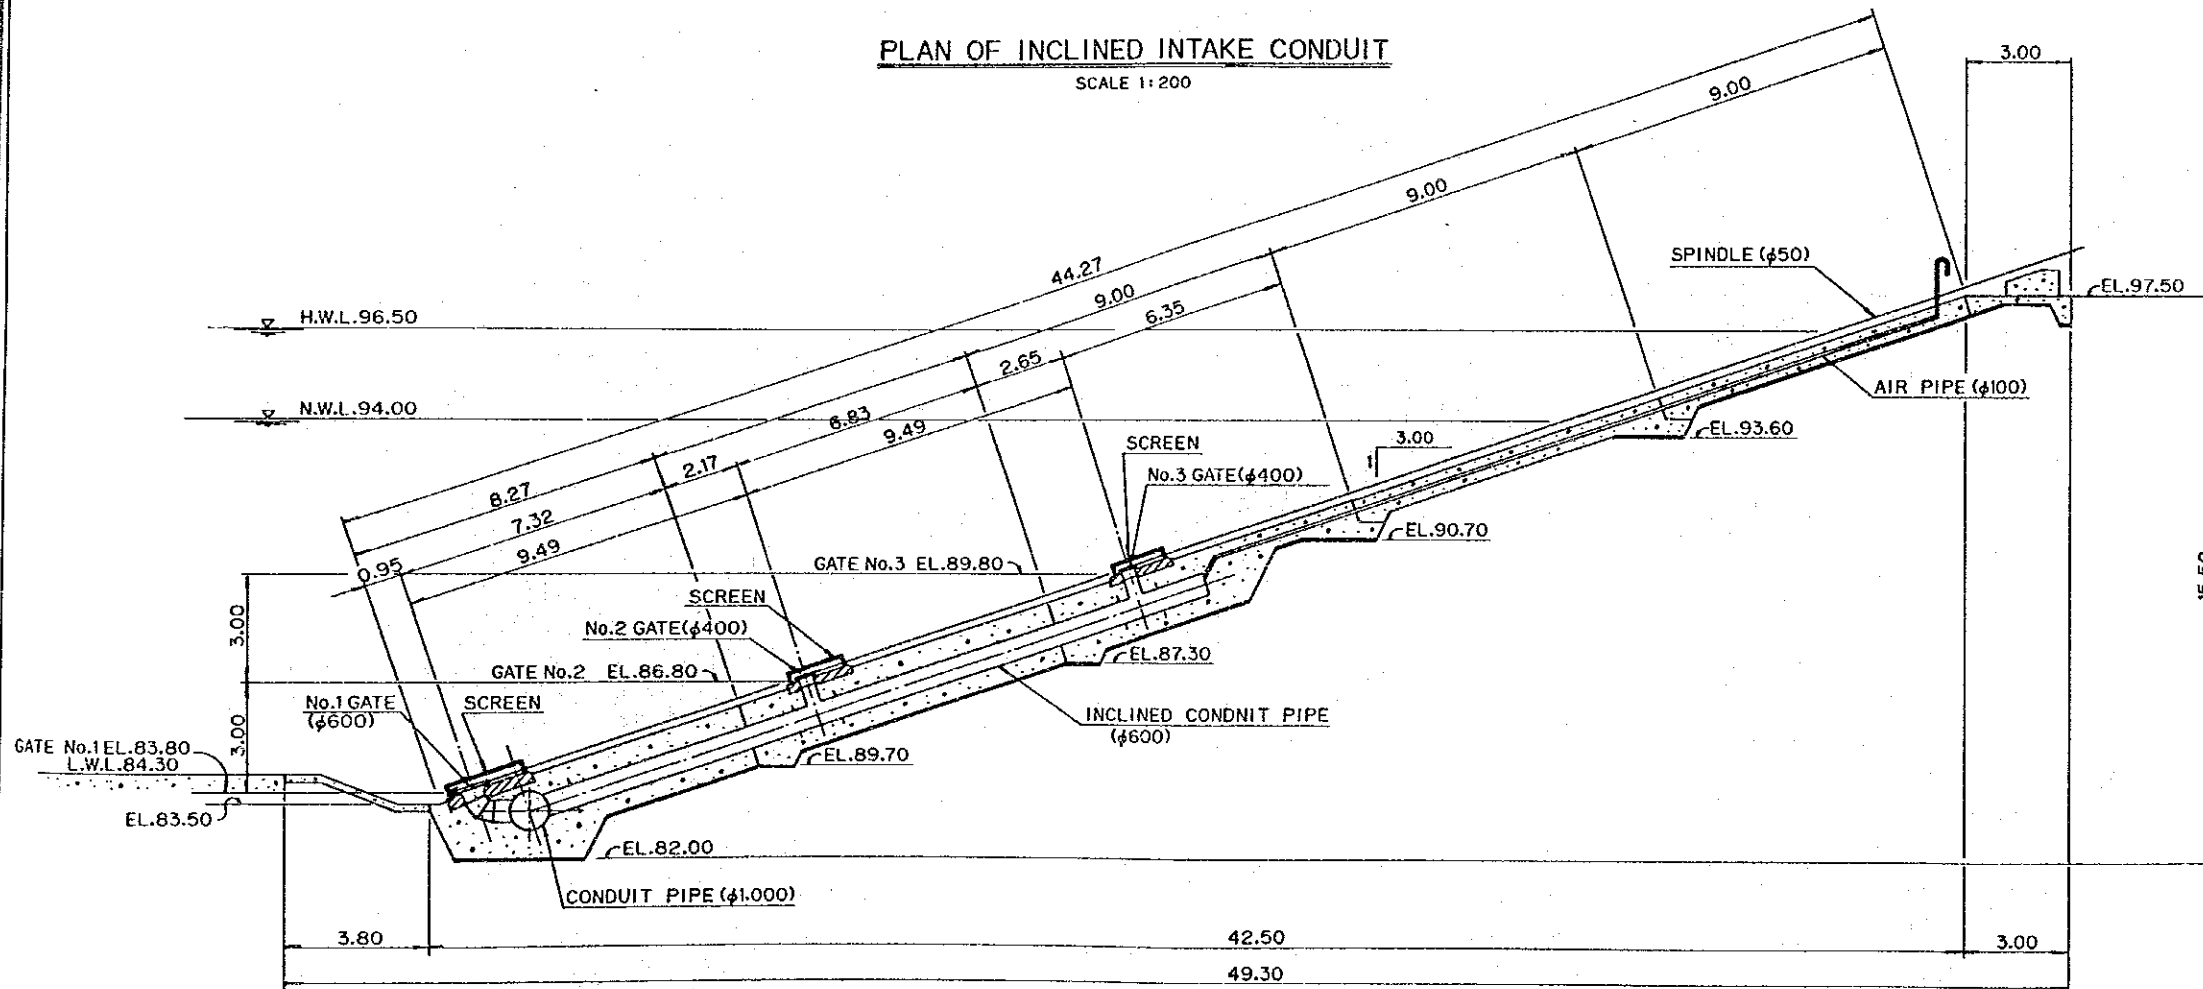 PLAN OF INCLINED INTAKE CONDUIT
SCALE 1:200
3.00
9.00
9.00
44.27
9.00
6.35
2.65
6.83
9.49
2.17
8.27
7.32
9.49
0.95
SPINDLE (φ50)
EL.97.50
H.W.L.96.50
AIR PIPE (φ100)
N.W.L.94.00
EL.93.60
3.00
1
SCREEN
No.3 GATE(φ400)
EL.90.70
GATE No.3 EL.89.80
15.50
SCREEN
3.00
No.2 GATE(φ400)
EL.87.30
GATE No.2 EL.86.80
No.1 GATE
(φ600)
SCREEN
INCLINED CONDNIT PIPE
(φ600)
3.00
GATE No.1 EL.83.80
L.W.L.84.30
EL.89.70
EL.83.50
EL.82.00
CONDUIT PIPE (φ1.000)
3.80
42.50
3.00
49.30